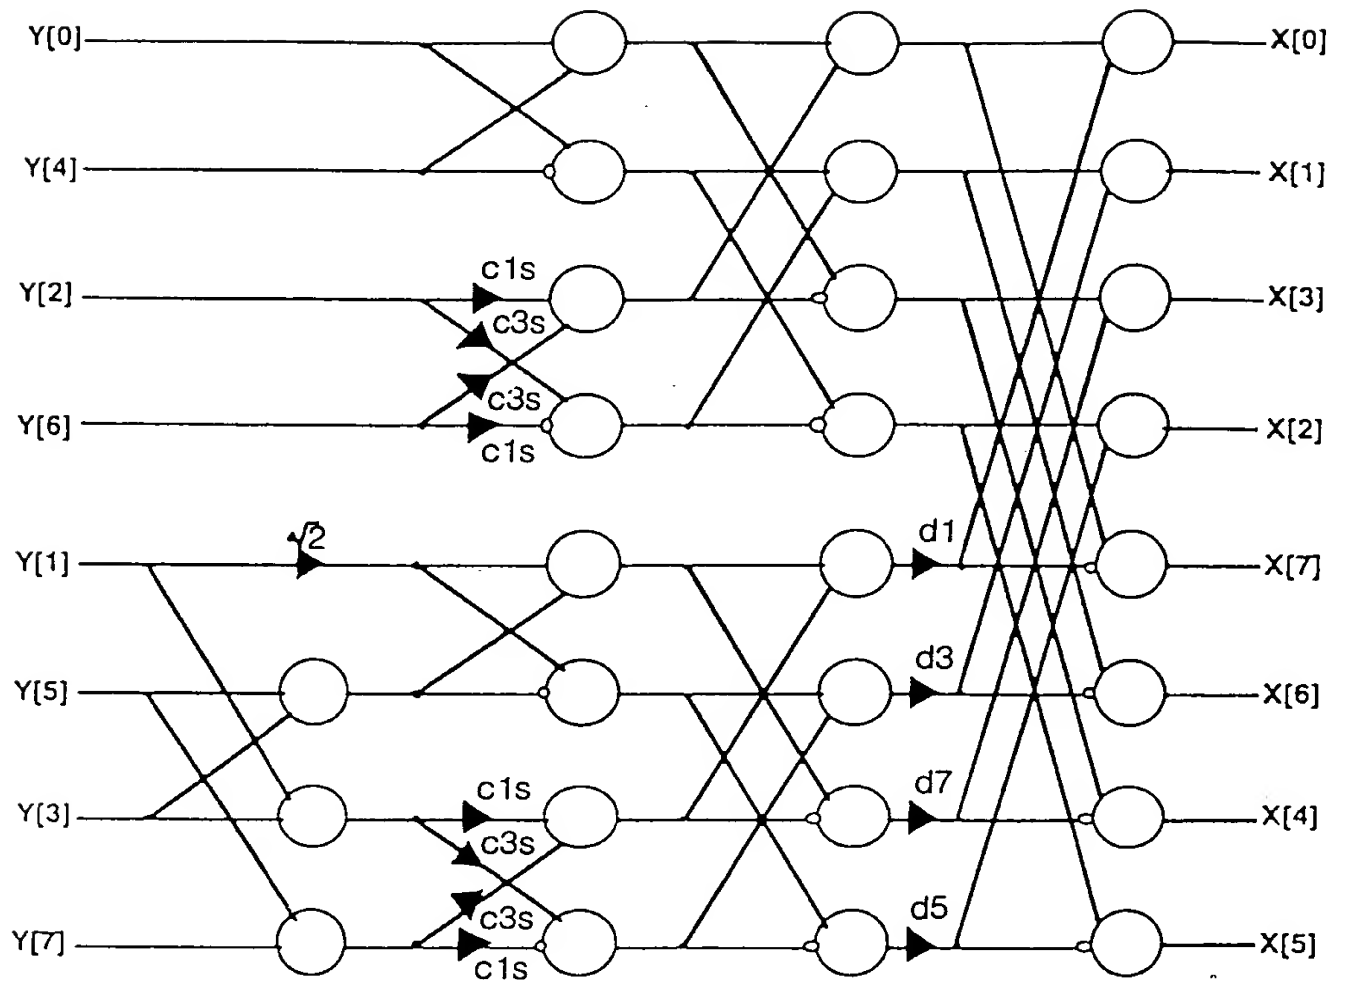 Y[0] X[0]
Y[4] X[1]
c1s
Y[2] X[3]
c3s
c3s
Y[6] X[2]
c1s
√2 d1
Y[1] X[7]
d3
Y[5] X[6]
c1s d7
Y[3] X[4]
c3s
c3s d5
Y[7] X[5]
c1s